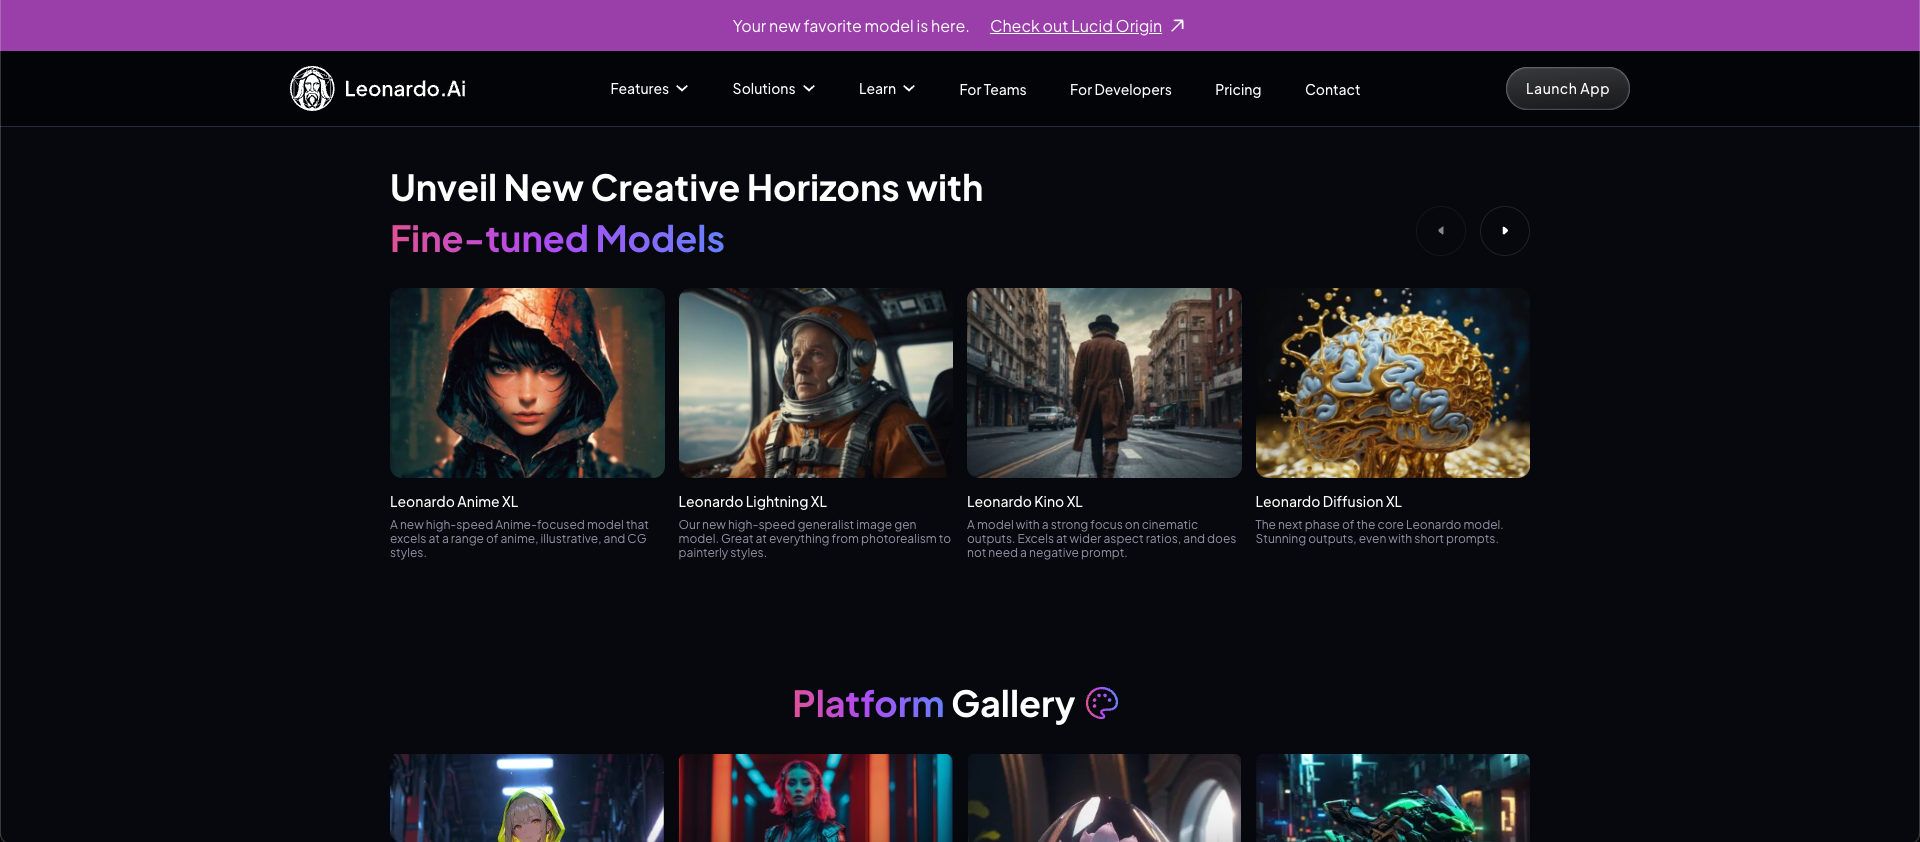 Your new favorite model is here. Check out Lucid Origin
Leonardo.Ai
Features
Solutions
Learn
For Teams
For Developers
Pricing
Contact
Launch App
Unveil New Creative Horizons with
Fine-tuned Models
Leonardo Anime XL
A new high-speed Anime-focused model that
excels at a range of anime, illustrative, and CG
styles.
Leonardo Lightning XL
Our new high-speed generalist image gen
model. Great at everything from photorealism to
painterly styles.
Leonardo Kino XL
A model with a strong focus on cinematic
outputs. Excels at wider aspect ratios, and does
not need a negative prompt.
Leonardo Diffusion XL
The next phase of the core Leonardo model.
Stunning outputs, even with short prompts.
Platform Gallery